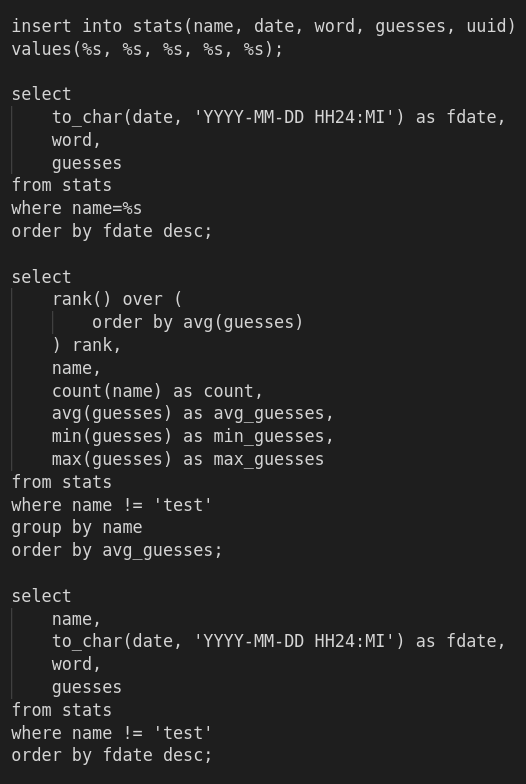 insert into stats(name, date, word, guesses, uuid)
values(%s, %s, %s, %s, %s);

select
    to_char(date, 'YYYY-MM-DD HH24:MI') as fdate,
    word,
    guesses
from stats
where name=%s
order by fdate desc;

select
    rank() over (
        order by avg(guesses)
    ) rank,
    name,
    count(name) as count,
    avg(guesses) as avg_guesses,
    min(guesses) as min_guesses,
    max(guesses) as max_guesses
from stats
where name != 'test'
group by name
order by avg_guesses;

select
    name,
    to_char(date, 'YYYY-MM-DD HH24:MI') as fdate,
    word,
    guesses
from stats
where name != 'test'
order by fdate desc;